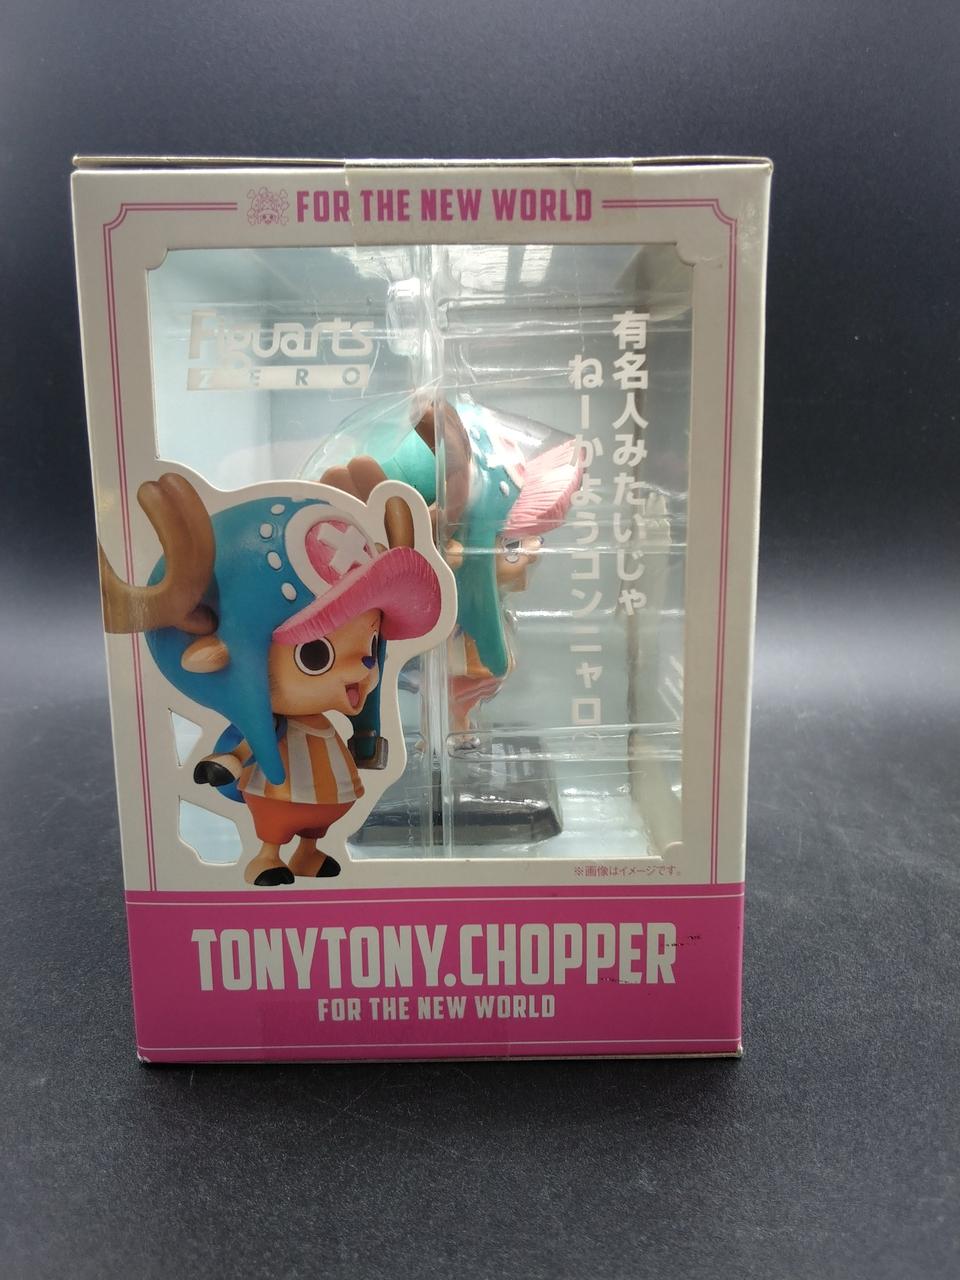 FOR THE NEW WORLD
Figuarts
ZERO
有名人みたいじゃ
ねーかようコンニャロ。
※画像はイメージです。
TONYTONY.CHOPPER
FOR THE NEW WORLD